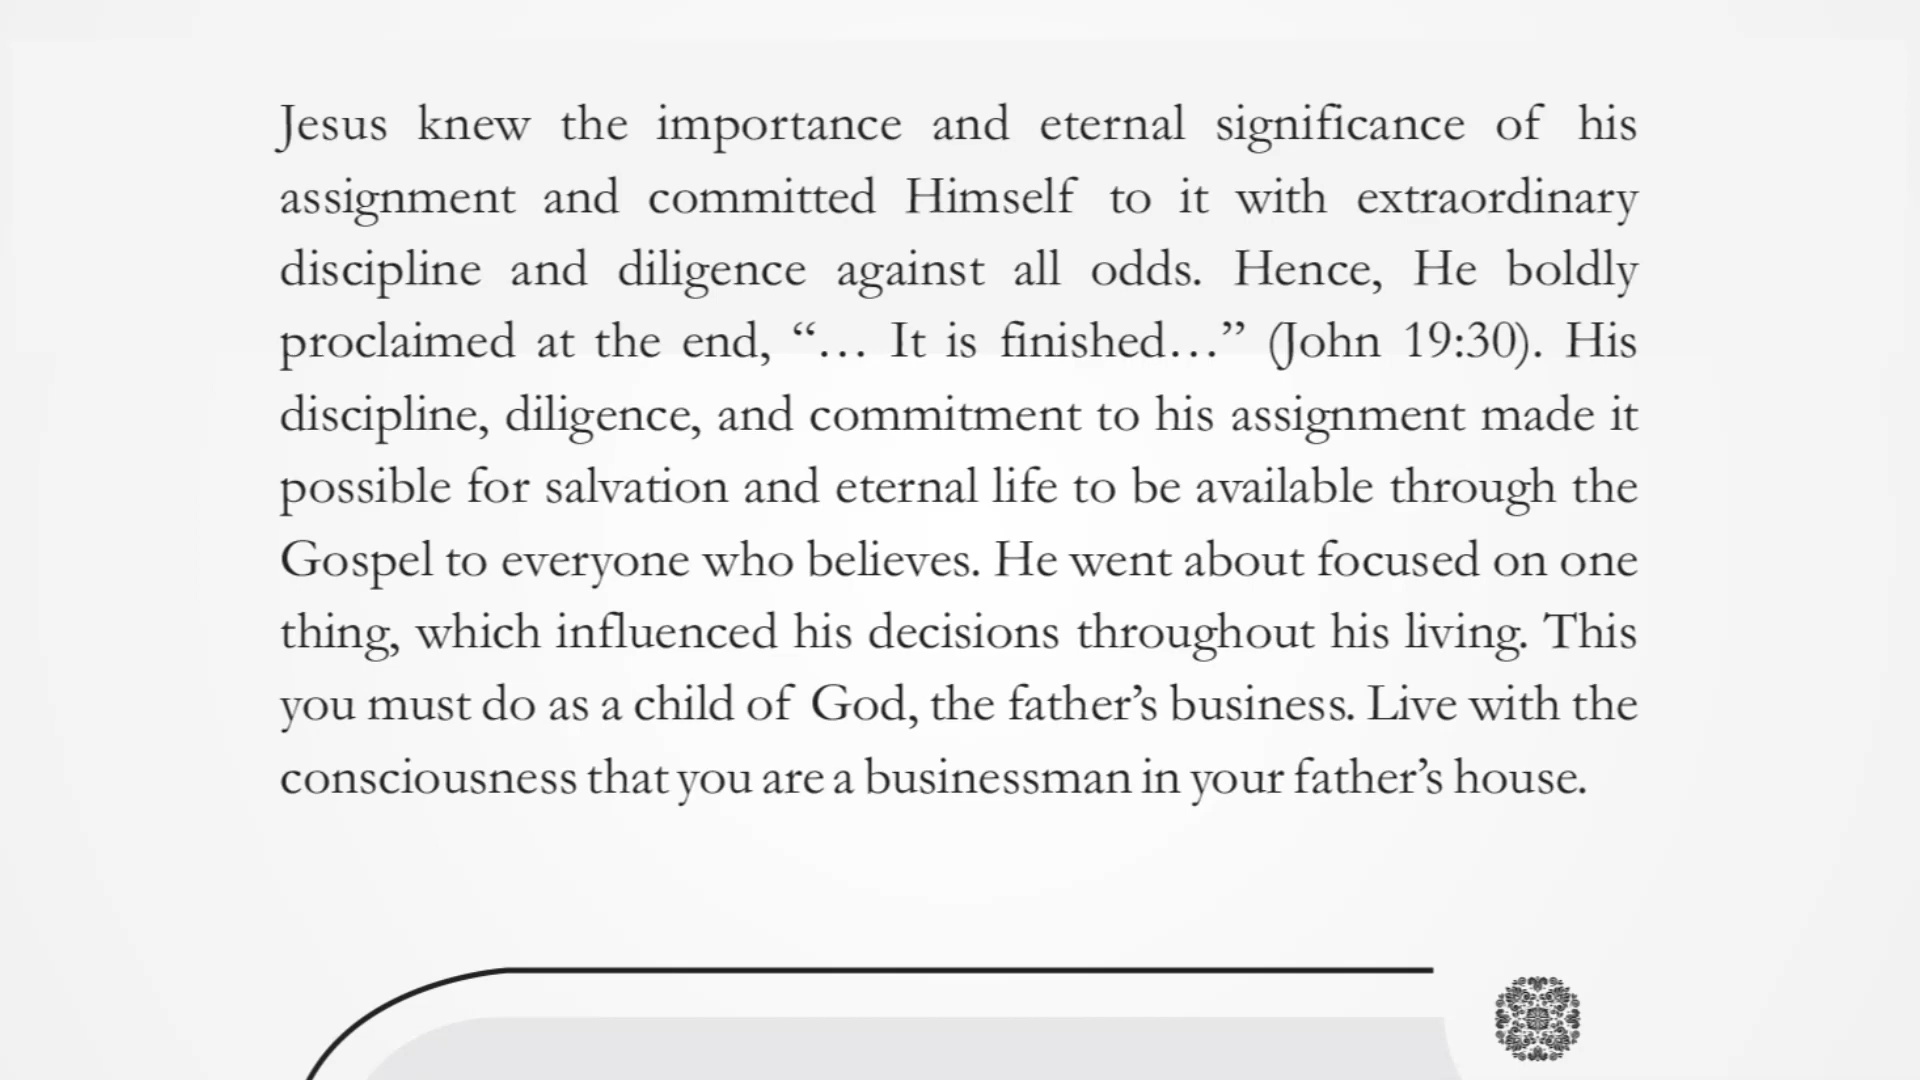 Jesus knew the importance and eternal significance of his
assignment and committed Himself to it with extraordinary
discipline and diligence against all odds. Hence, He boldly
proclaimed at the end, “… It is finished…” (John 19:30). His
discipline, diligence, and commitment to his assignment made it
possible for salvation and eternal life to be available through the
Gospel to everyone who believes. He went about focused on one
thing, which influenced his decisions throughout his living. This
you must do as a child of God, the father’s business. Live with the
consciousness that you are a businessman in your father’s house.